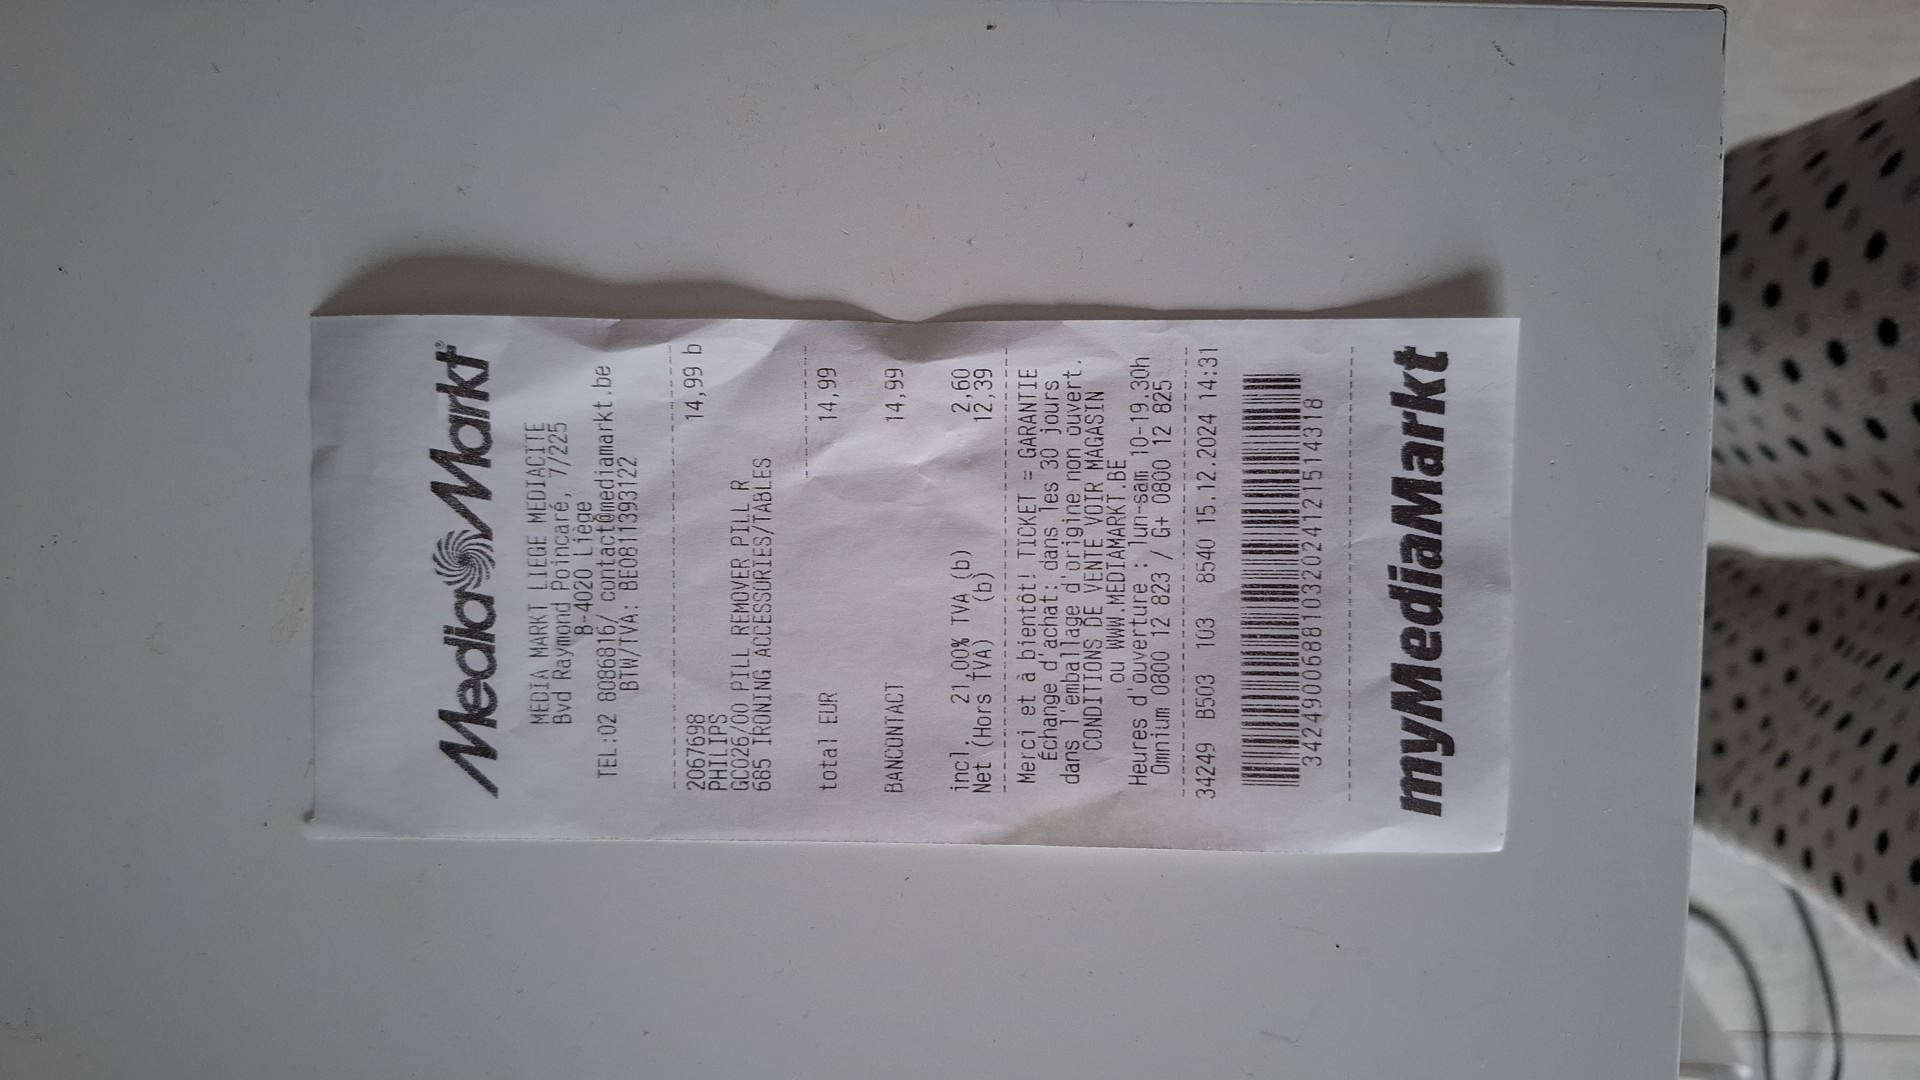 Media Markt
MEDIA MARKT LIEGE MEDIACITE
Bvd Raymond Poincaré, 7/225
B-4020 Liège
TEL:02 8086816/ contact@mediamarkt.be
BTW/TVA: BE0811393122
2067698 14,99 b
PHILIPS
GC026/00 PILL REMOVER PILL R
685 IRONING ACCESSORIES/TABLES
total EUR 14,99
BANCONTACT 14,99
incl. 21,00% TVA (b) 2,60
Net (Hors TVA) (b) 12,39
Merci et à bientôt! TICKET = GARANTIE
Échange d'achat: dans les 30 jours
dans l'emballage d'origine non ouvert.
CONDITIONS DE VENTE VOIR MAGASIN
ou WWW.MEDIAMARKT.BE
Heures d'ouverture : lun-sam 10-19.30h
Omnium 0800 12 823 / G+ 0800 12 825
34249 B503 103 8540 15.12.2024 14:31
34249006881032024121514318
myMediaMarkt